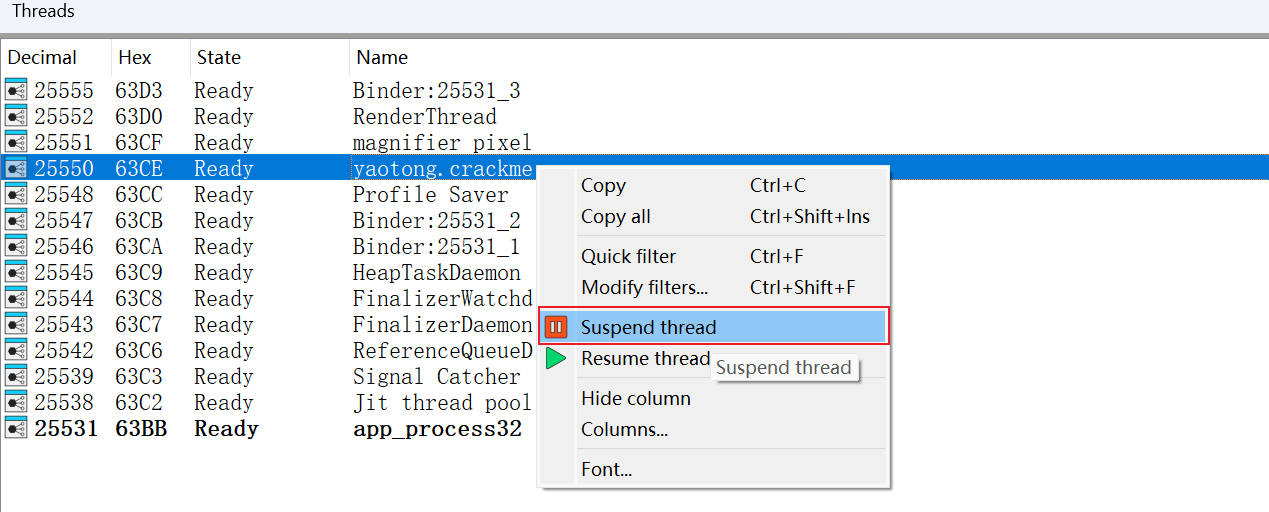 Threads
Decimal Hex State Name
25555 63D3 Ready Binder:25531_3
25552 63D0 Ready RenderThread
25551 63CF Ready magnifier pixel
25550 63CE Ready yaotong.crackme
25548 63CC Ready Profile Saver
25547 63CB Ready Binder:25531_2
25546 63CA Ready Binder:25531_1
25545 63C9 Ready HeapTaskDaemon
25544 63C8 Ready FinalizerWatchd
25543 63C7 Ready FinalizerDaemon
25542 63C6 Ready ReferenceQueueD
25539 63C3 Ready Signal Catcher
25538 63C2 Ready Jit thread pool
25531 63BB Ready app_process32
Copy Ctrl+C
Copy all Ctrl+Shift+Ins
Quick filter Ctrl+F
Modify filters... Ctrl+Shift+F
Suspend thread
Resume thread
Suspend thread
Hide column
Columns...
Font...